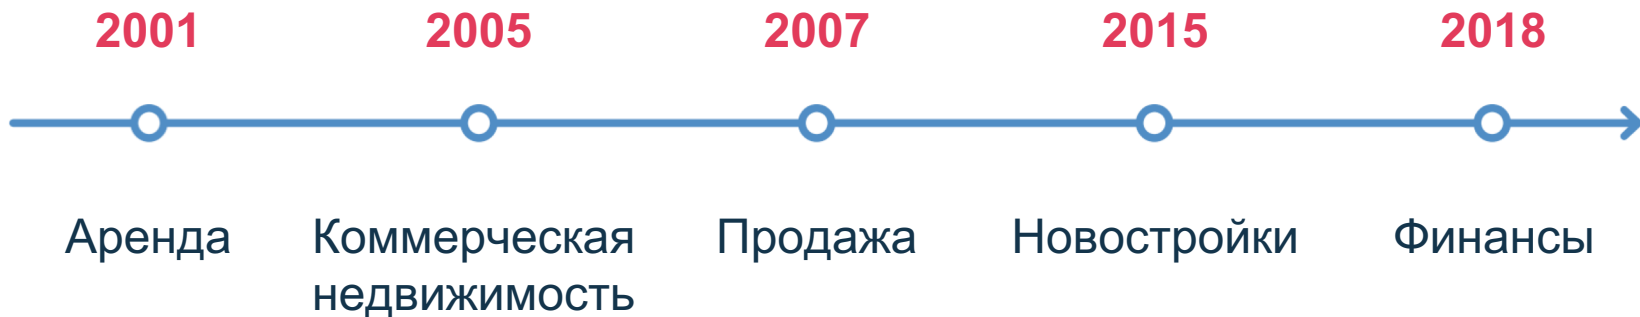 2001 2005 2007 2015 2018
Аренда Коммерческая Продажа Новостройки Финансы
недвижимость